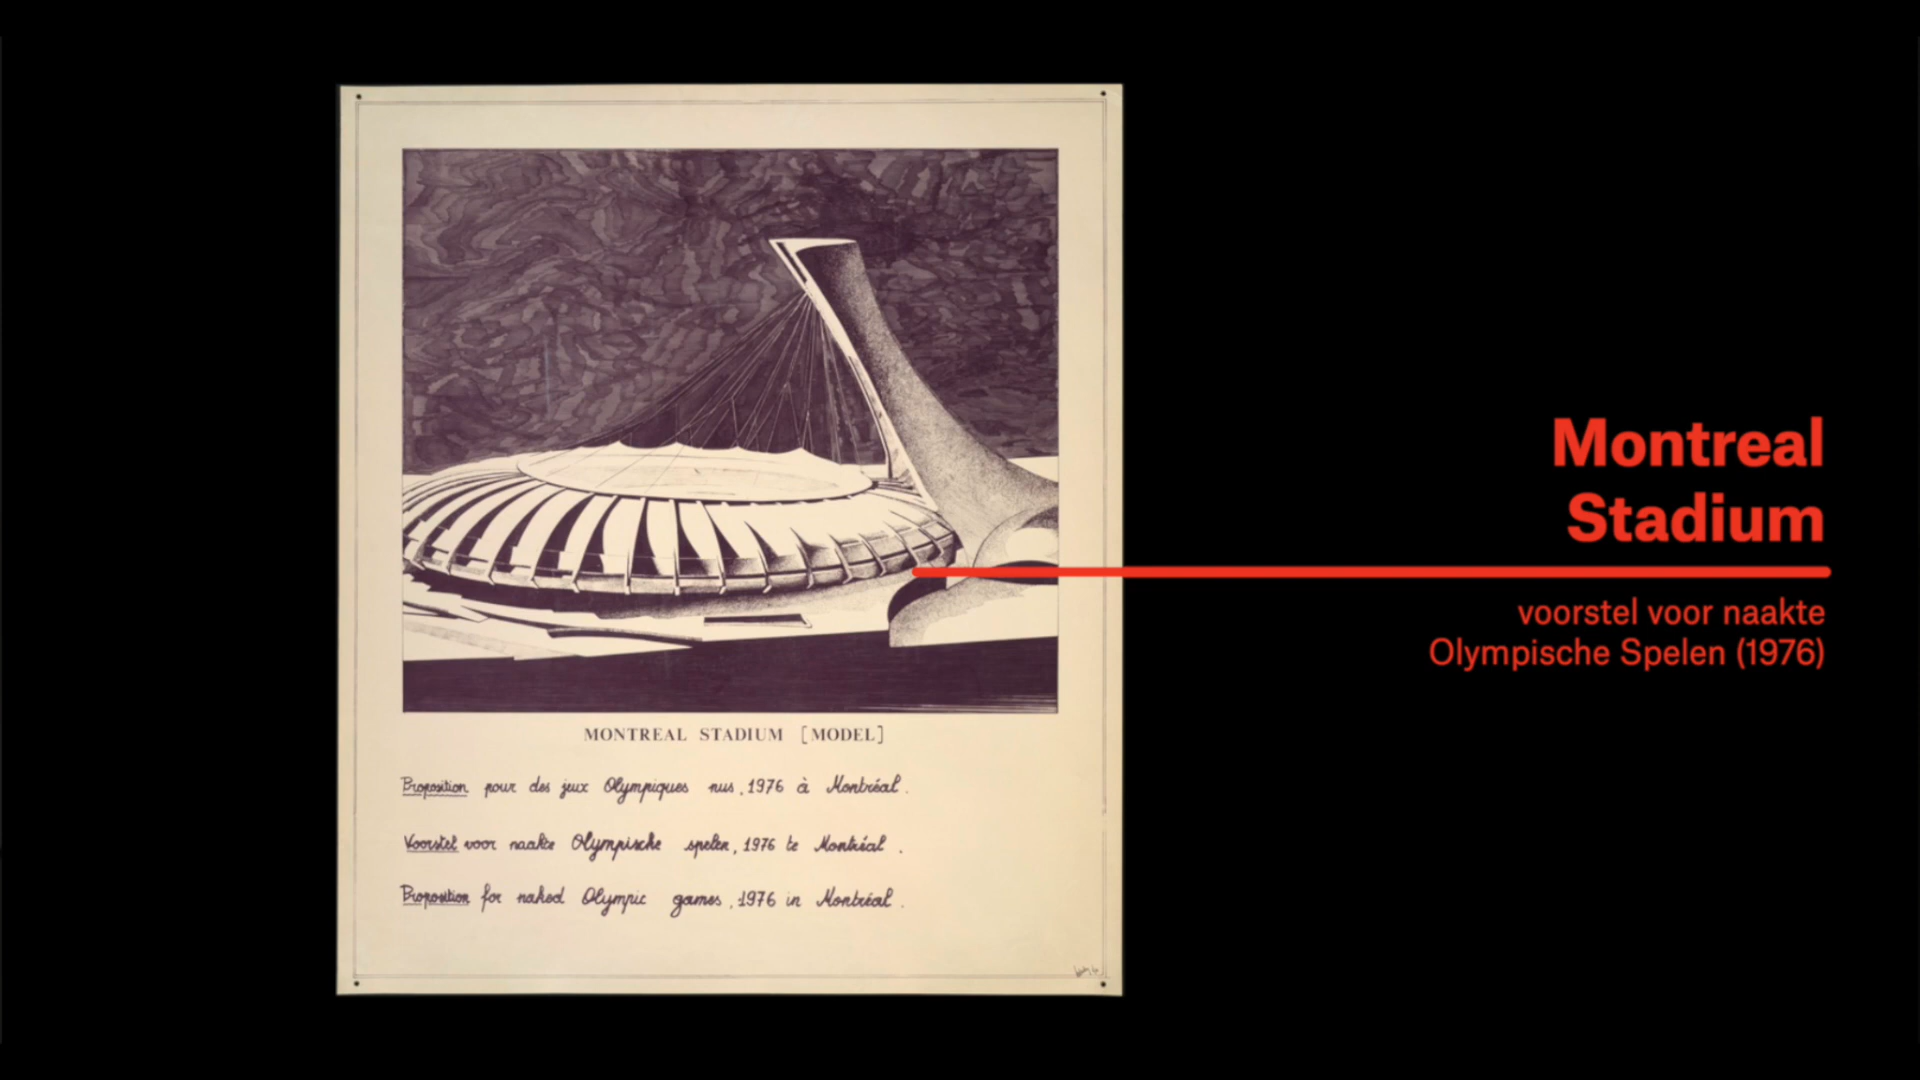 MONTREAL STADIUM [MODEL]
Proposition pour des jeux Olympiques nus, 1976 à Montréal.
Voorstel voor naakte Olympische spelen, 1976 te Montréal.
Proposition for naked Olympic games, 1976 in Montréal.
Montreal
Stadium
voorstel voor naakte
Olympische Spelen (1976)